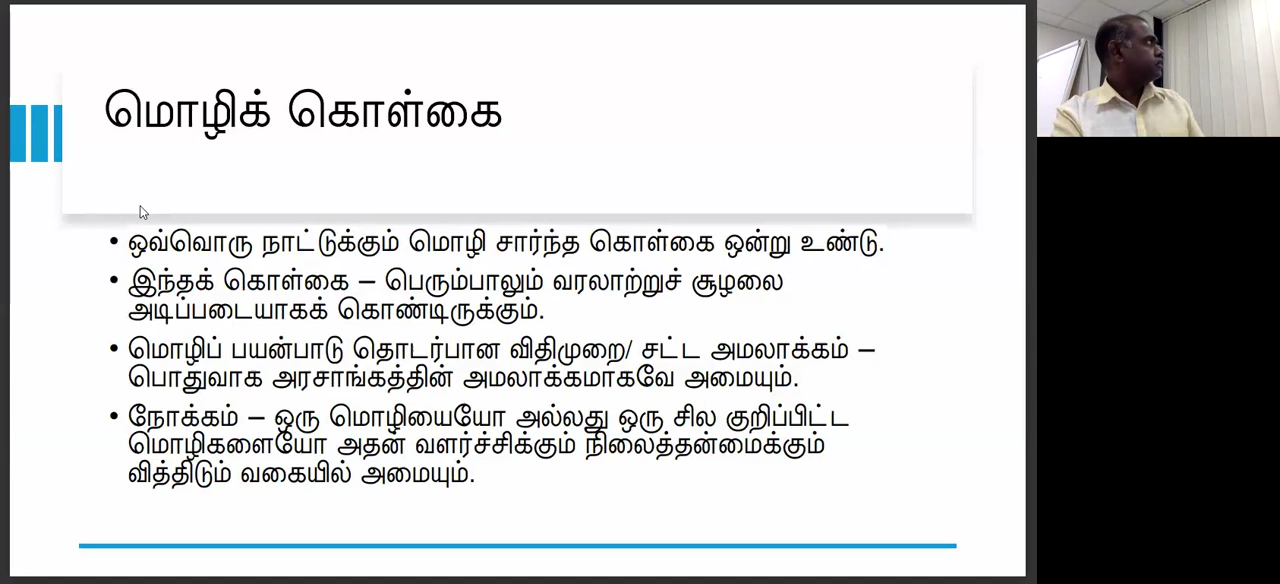 மொழிக் கொள்கை
• ஒவ்வொரு நாட்டுக்கும் மொழி சார்ந்த கொள்கை ஒன்று உண்டு.
• இந்தக் கொள்கை – பெரும்பாலும் வரலாற்றுச் சூழலை
அடிப்படையாகக் கொண்டிருக்கும்.
• மொழிப் பயன்பாடு தொடர்பான விதிமுறை/ சட்ட அமலாக்கம் –
பொதுவாக அரசாங்கத்தின் அமலாக்கமாகவே அமையும்.
• நோக்கம் – ஒரு மொழியையோ அல்லது ஒரு சில குறிப்பிட்ட
மொழிகளையோ அதன் வளர்ச்சிக்கும் நிலைத்தன்மைக்கும்
வித்திடும் வகையில் அமையும்.